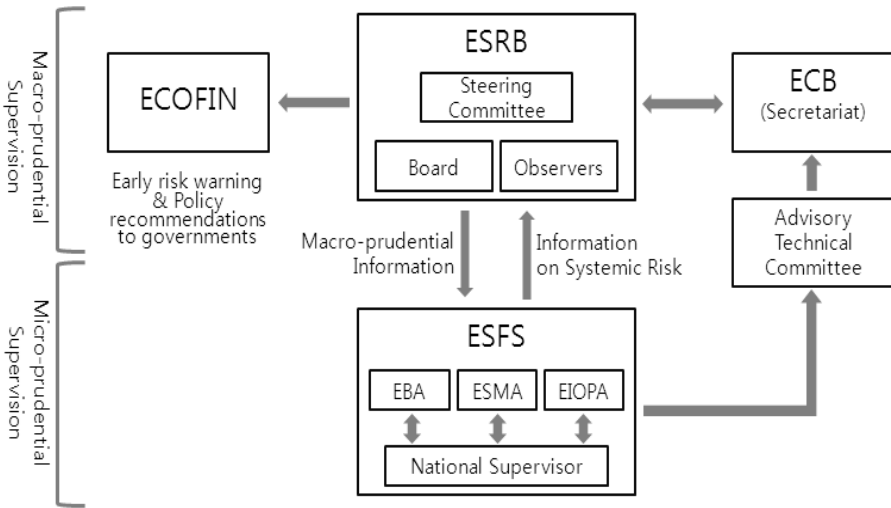 Macro-prudential
Supervision
ECOFIN
Early risk warning
& Policy
recommendations
to governments
ESRB
Steering
Committee
Board
Observers
ECB
(Secretariat)
Advisory
Technical
Committee
Macro-prudential
Information
Information
on Systemic Risk
Micro-prudential
Supervision
ESFS
EBA
ESMA
EIOPA
National Supervisor